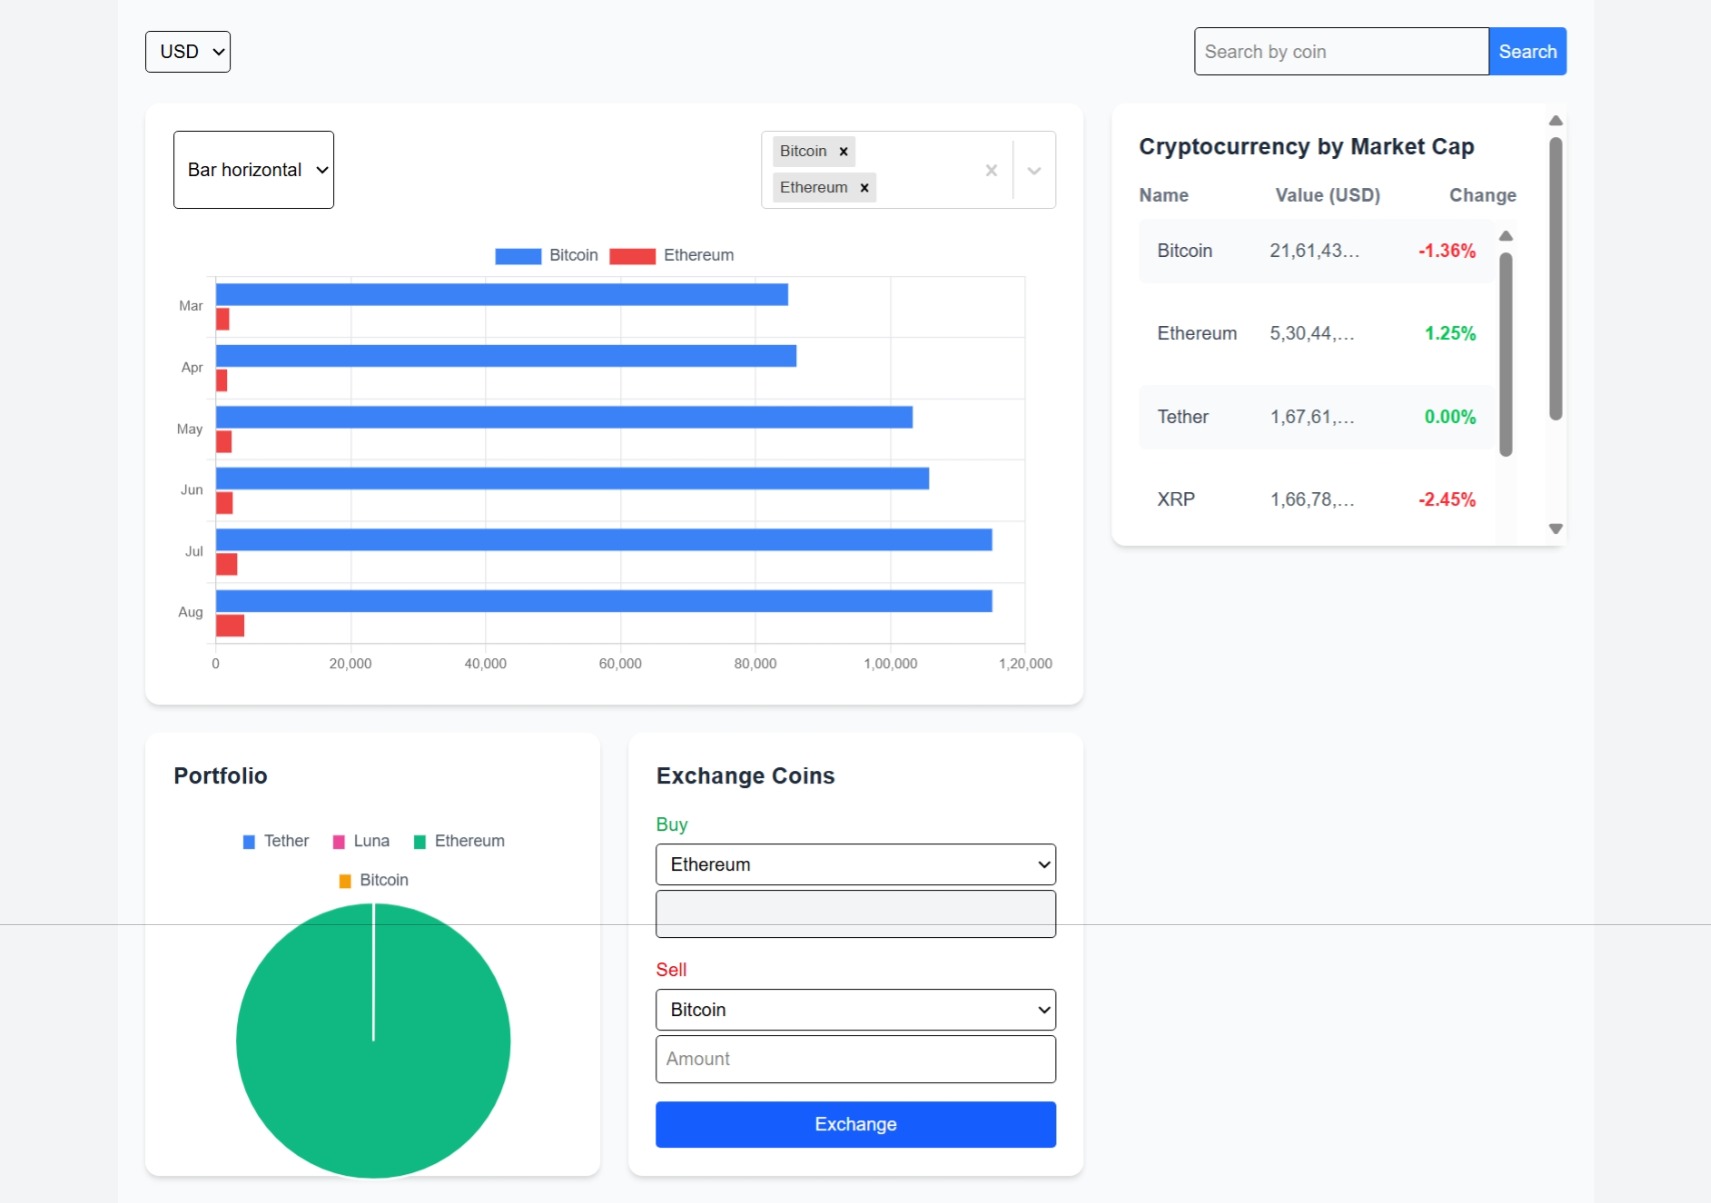 USD
Search by coin
Search
Bar horizontal
Bitcoin ×
Ethereum ×
Bitcoin Ethereum
Mar
Apr
May
Jun
Jul
Aug
0 20,000 40,000 60,000 80,000 1,00,000 1,20,000
Cryptocurrency by Market Cap
Name Value (USD) Change
Bitcoin 21,61,43... -1.36%
Ethereum 5,30,44,... 1.25%
Tether 1,67,61,... 0.00%
XRP 1,66,78,... -2.45%
Portfolio
Tether Luna Ethereum
Bitcoin
Exchange Coins
Buy
Ethereum
Sell
Bitcoin
Amount
Exchange